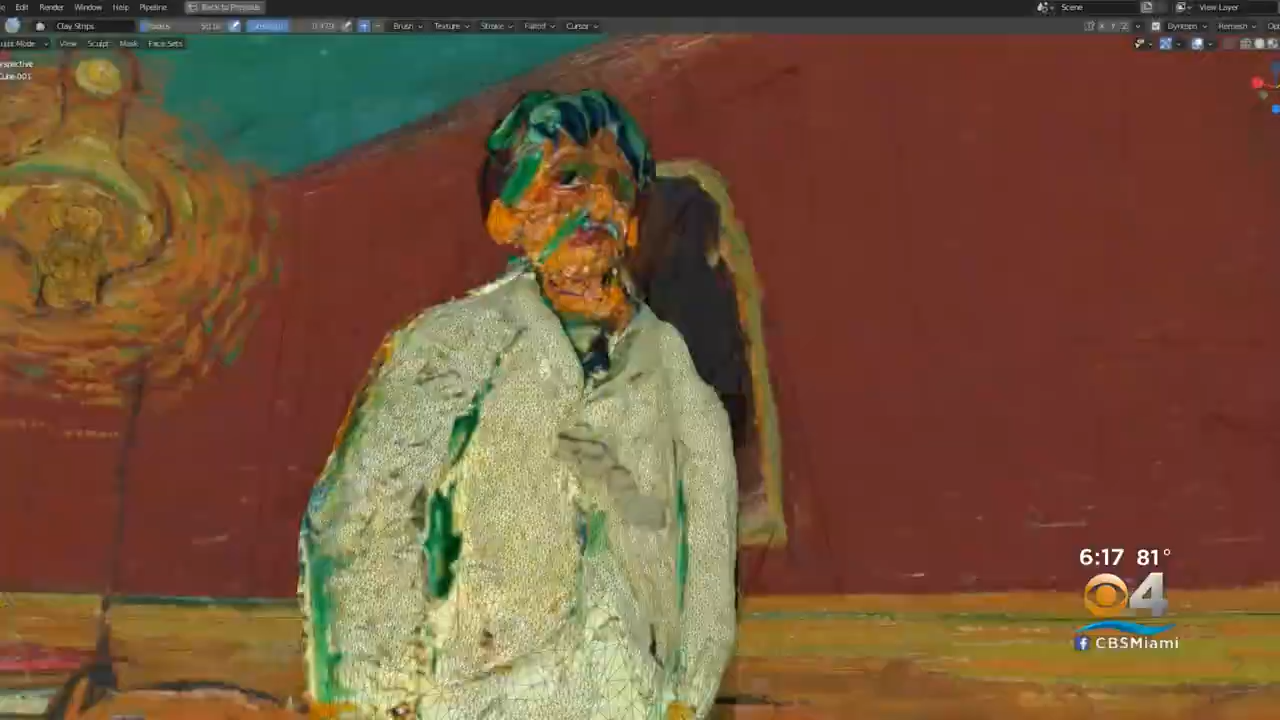 Edit Render Window Help Pipeline Back to Previous Scene View Layer
Clay Strips Brush Texture Stroke Falloff Cursor X Y Z Dyntopo Remesh
View Sculpt Mask Face Sets
6:17 81°
4
CBSMiami